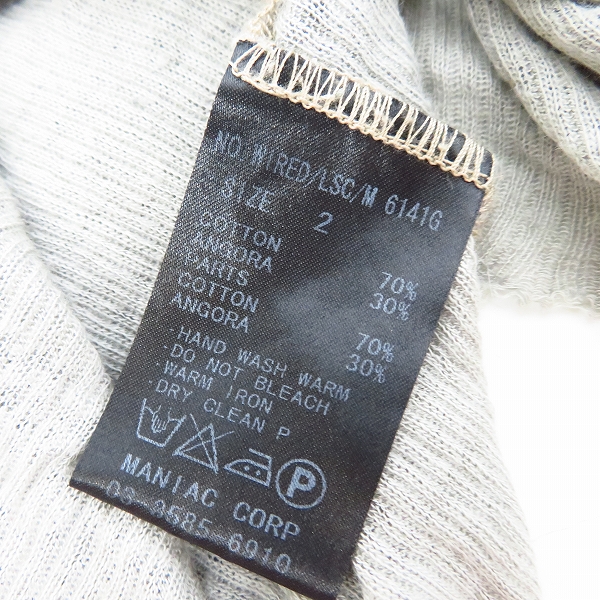 NO.WIRED/LSC/M 6141G
SIZE 2
COTTON 70%
ANGORA 30%
PARTS
COTTON 70%
ANGORA 30%
·HAND WASH WARM
·DO NOT BLEACH
·WARM IRON
·DRY CLEAN P
P
MANIAC CORP
03-3585-6010